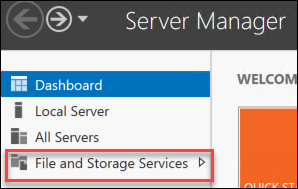 Server Manager
Dashboard
Local Server
All Servers
File and Storage Services
WELCOM
QUICK ST